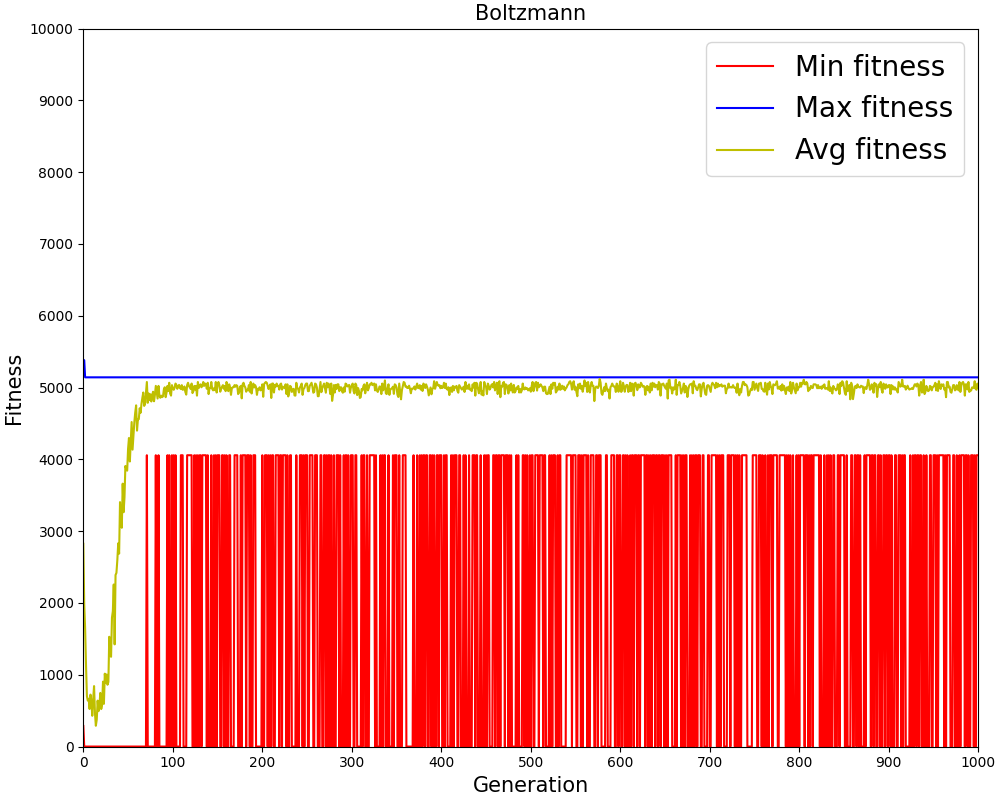 Boltzmann
10000
9000
8000
7000
6000
5000
4000
3000
2000
1000
0
Fitness
Min fitness
Max fitness
Avg fitness
0 100 200 300 400 500 600 700 800 900 1000
Generation